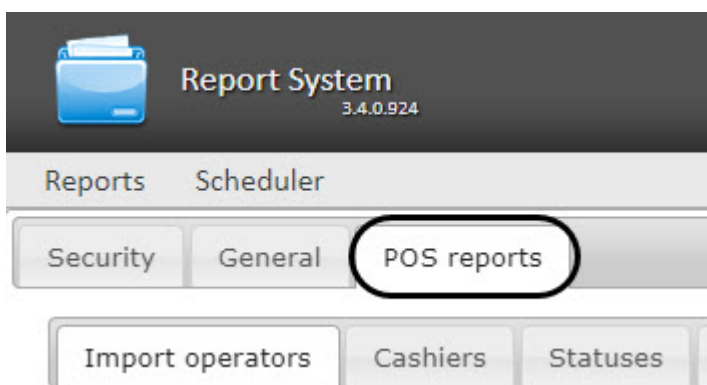 Report System
3.4.0.924
Reports Scheduler
Security General POS reports
Import operators Cashiers Statuses